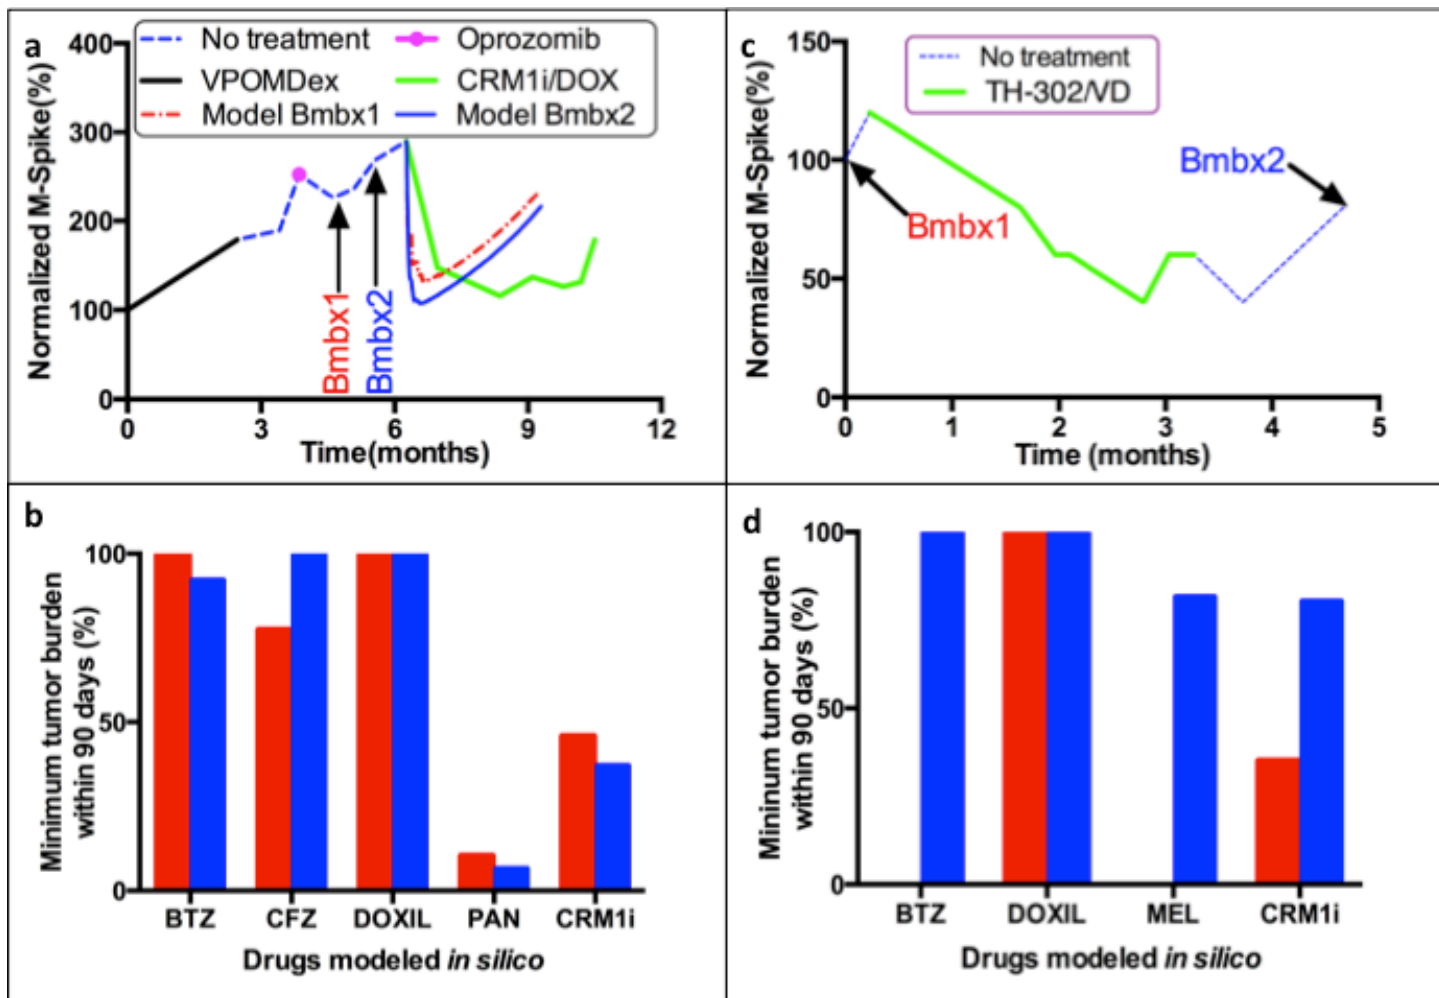 a
400
300
200
100
0
Normalized M-Spike(%)
No treatment
Oprozomib
VPOMDex
CRM1i/DOX
Model Bmbx1
Model Bmbx2
Bmbx1
Bmbx2
0 3 6 9 12
Time(months)
c
150
100
50
0
Normalized M-Spike(%)
No treatment
TH-302/VD
Bmbx1
Bmbx2
0 1 2 3 4 5
Time (months)
b
100
50
0
Minimum tumor burden
within 90 days (%)
BTZ CFZ DOXIL PAN CRM1i
Drugs modeled in silico
d
100
50
0
Mininum tumor burden
within 90 days (%)
BTZ DOXIL MEL CRM1i
Drugs modeled in silico